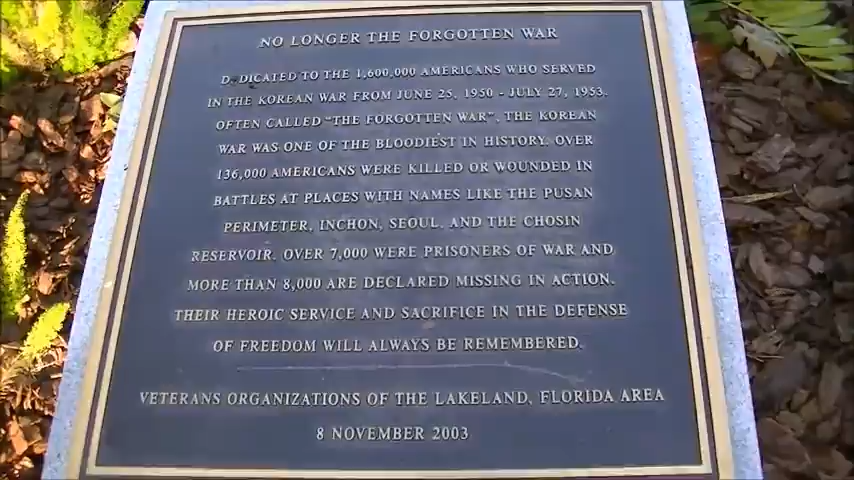 NO LONGER THE FORGOTTEN WAR
DEDICATED TO THE 1,600,000 AMERICANS WHO SERVED
IN THE KOREAN WAR FROM JUNE 25, 1950 - JULY 27, 1953.
OFTEN CALLED "THE FORGOTTEN WAR", THE KOREAN
WAR WAS ONE OF THE BLOODIEST IN HISTORY. OVER
136,000 AMERICANS WERE KILLED OR WOUNDED IN
BATTLES AT PLACES WITH NAMES LIKE THE PUSAN
PERIMETER, INCHON, SEOUL, AND THE CHOSIN
RESERVOIR. OVER 7,000 WERE PRISONERS OF WAR AND
MORE THAN 8,000 ARE DECLARED MISSING IN ACTION.
THEIR HEROIC SERVICE AND SACRIFICE IN THE DEFENSE
OF FREEDOM WILL ALWAYS BE REMEMBERED.
VETERANS ORGANIZATIONS OF THE LAKELAND, FLORIDA AREA
8 NOVEMBER 2003